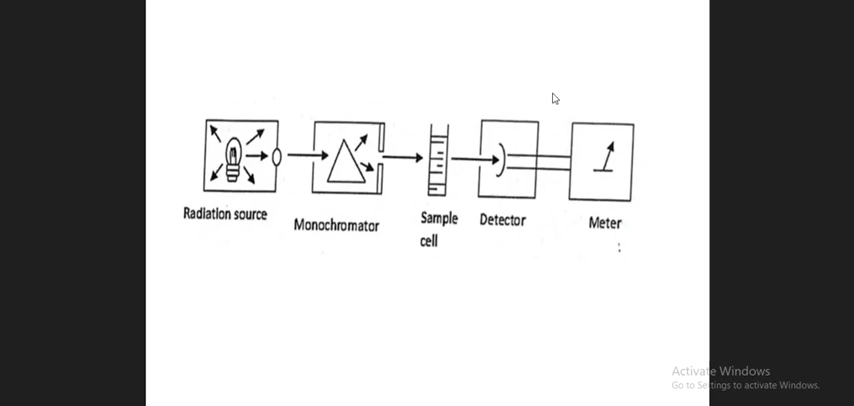 Radiation source
Monochromator
Sample
cell
Detector
Meter
:
Activate Windows
Go to Settings to activate Windows.